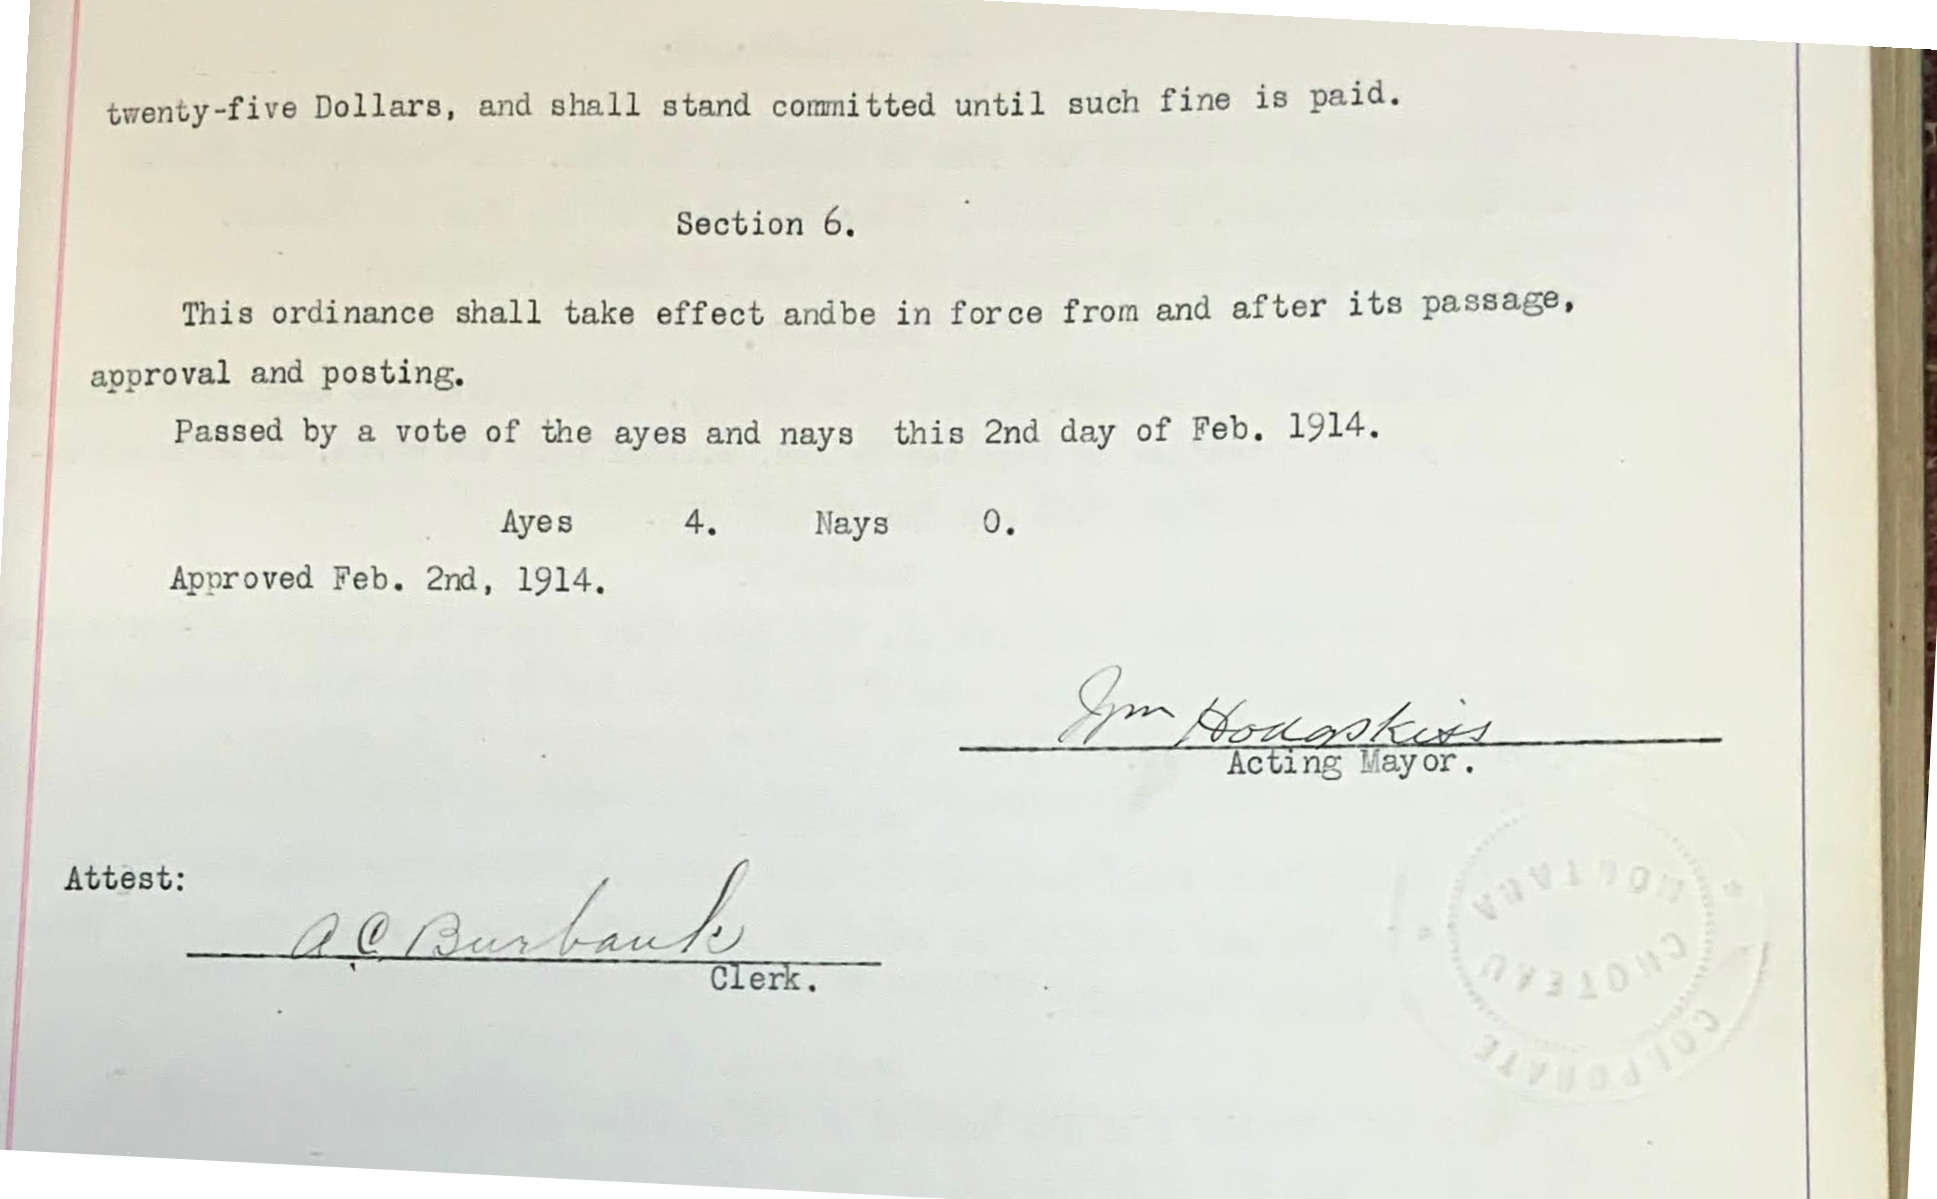 twenty-five Dollars, and shall stand committed until such fine is paid.
Section 6.
This ordinance shall take effect andbe in force from and after its passage,
approval and posting.
Passed by a vote of the ayes and nays this 2nd day of Feb. 1914.
Ayes 4. Nays 0.
Approved Feb. 2nd, 1914.
Wm Hodgskiss
Acting Mayor.
Attest:
A C Burbank
Clerk.
MONTANA
CHOTEAU
CORPORATE